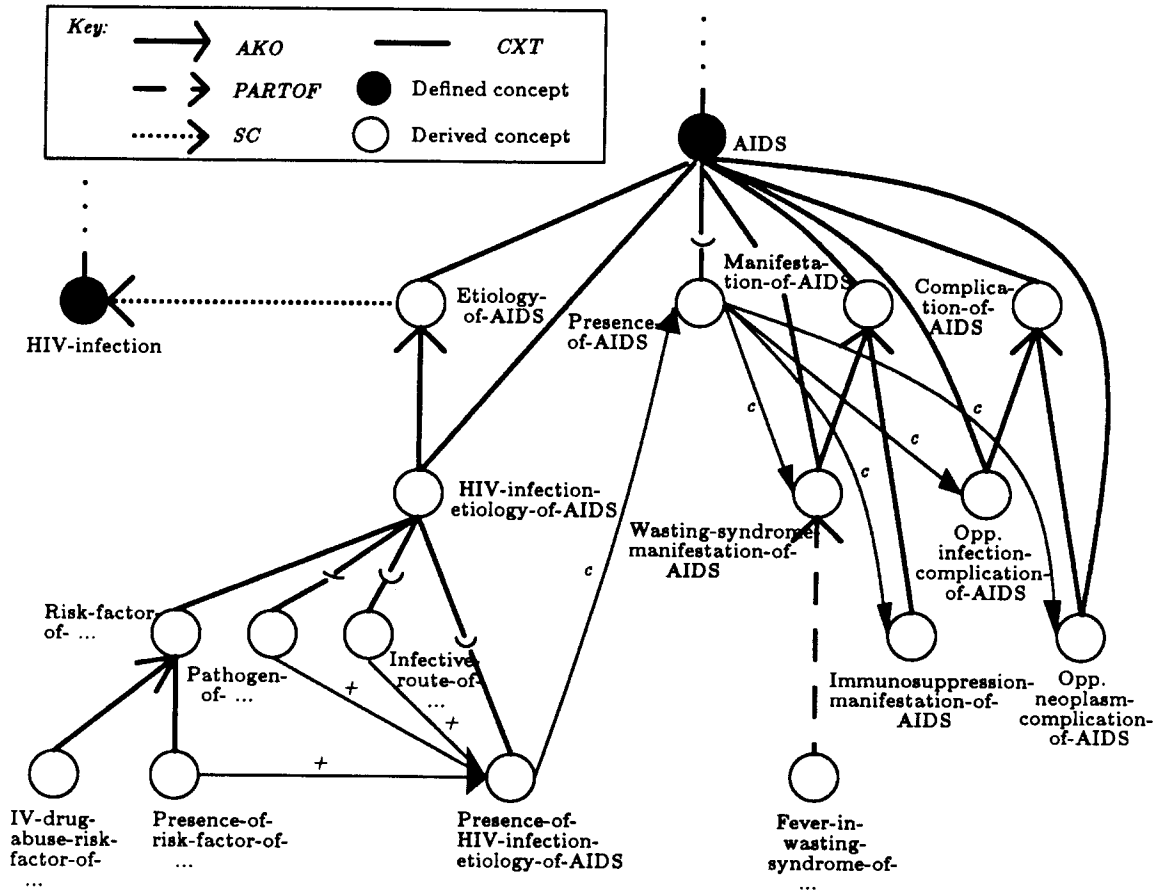 Key:
AKO
CXT
PARTOF
Defined concept
SC
Derived concept
AIDS
HIV-infection
Etiology-
of-AIDS
Presence-
of-AIDS
Manifesta-
tion-of-AIDS
Complica-
tion-of-
AIDS
c
c
c
c
c
HIV-infection-
etiology-of-AIDS
Wasting-syndrome
manifestation-of-
AIDS
Opp.
infection-
complication-
of-AIDS
Risk-factor-
of- ...
Pathogen-
of- ...
Infective-
route-of-
...
+
+
+
Immunosuppression-
manifestation-of-
AIDS
Opp.
neoplasm-
complication-
of-AIDS
IV-drug-
abuse-risk-
factor-of-
...
Presence-of-
risk-factor-of-
...
Presence-of-
HIV-infection-
etiology-of-AIDS
Fever-in-
wasting-
syndrome-of-
...